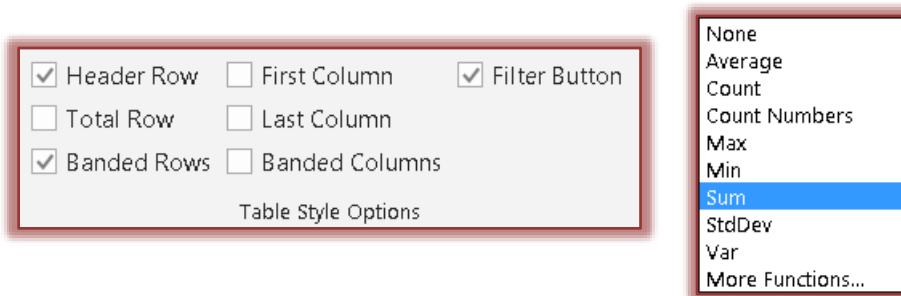 Header Row First Column Filter Button
Total Row Last Column
Banded Rows Banded Columns
Table Style Options
None
Average
Count
Count Numbers
Max
Min
Sum
StdDev
Var
More Functions...